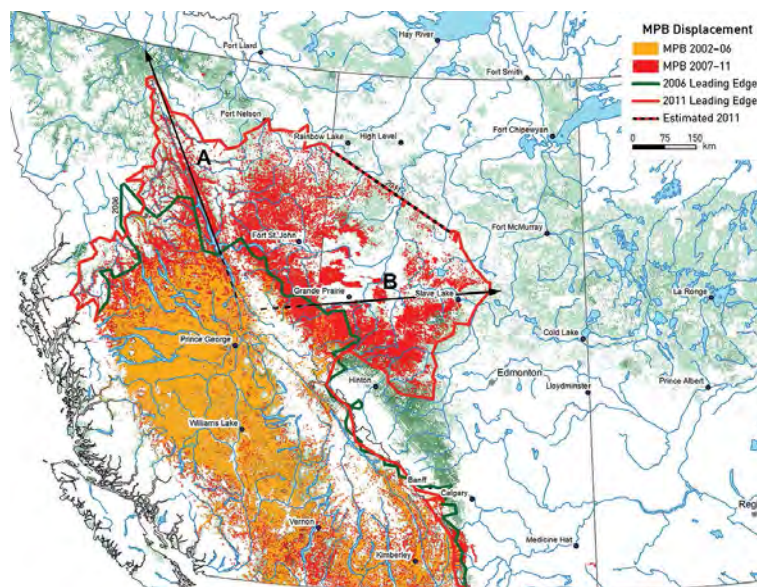 MPB Displacement
MPB 2002–06
MPB 2007–11
2006 Leading Edge
2011 Leading Edge
Estimated 2011
0 75 150
km
Fort Liard
Hay River
Fort Smith
Fort Nelson
Rainbow Lake
High Level
Fort Chipewyan
A
2006
Fort St. John
Fort McMurray
B
Grande Prairie
Slave Lake
La Ronge
Prince George
Cold Lake
Hinton
Edmonton
Lloydminster
Prince Albert
Williams Lake
Banff
Calgary
Vernon
Medicine Hat
Kimberley